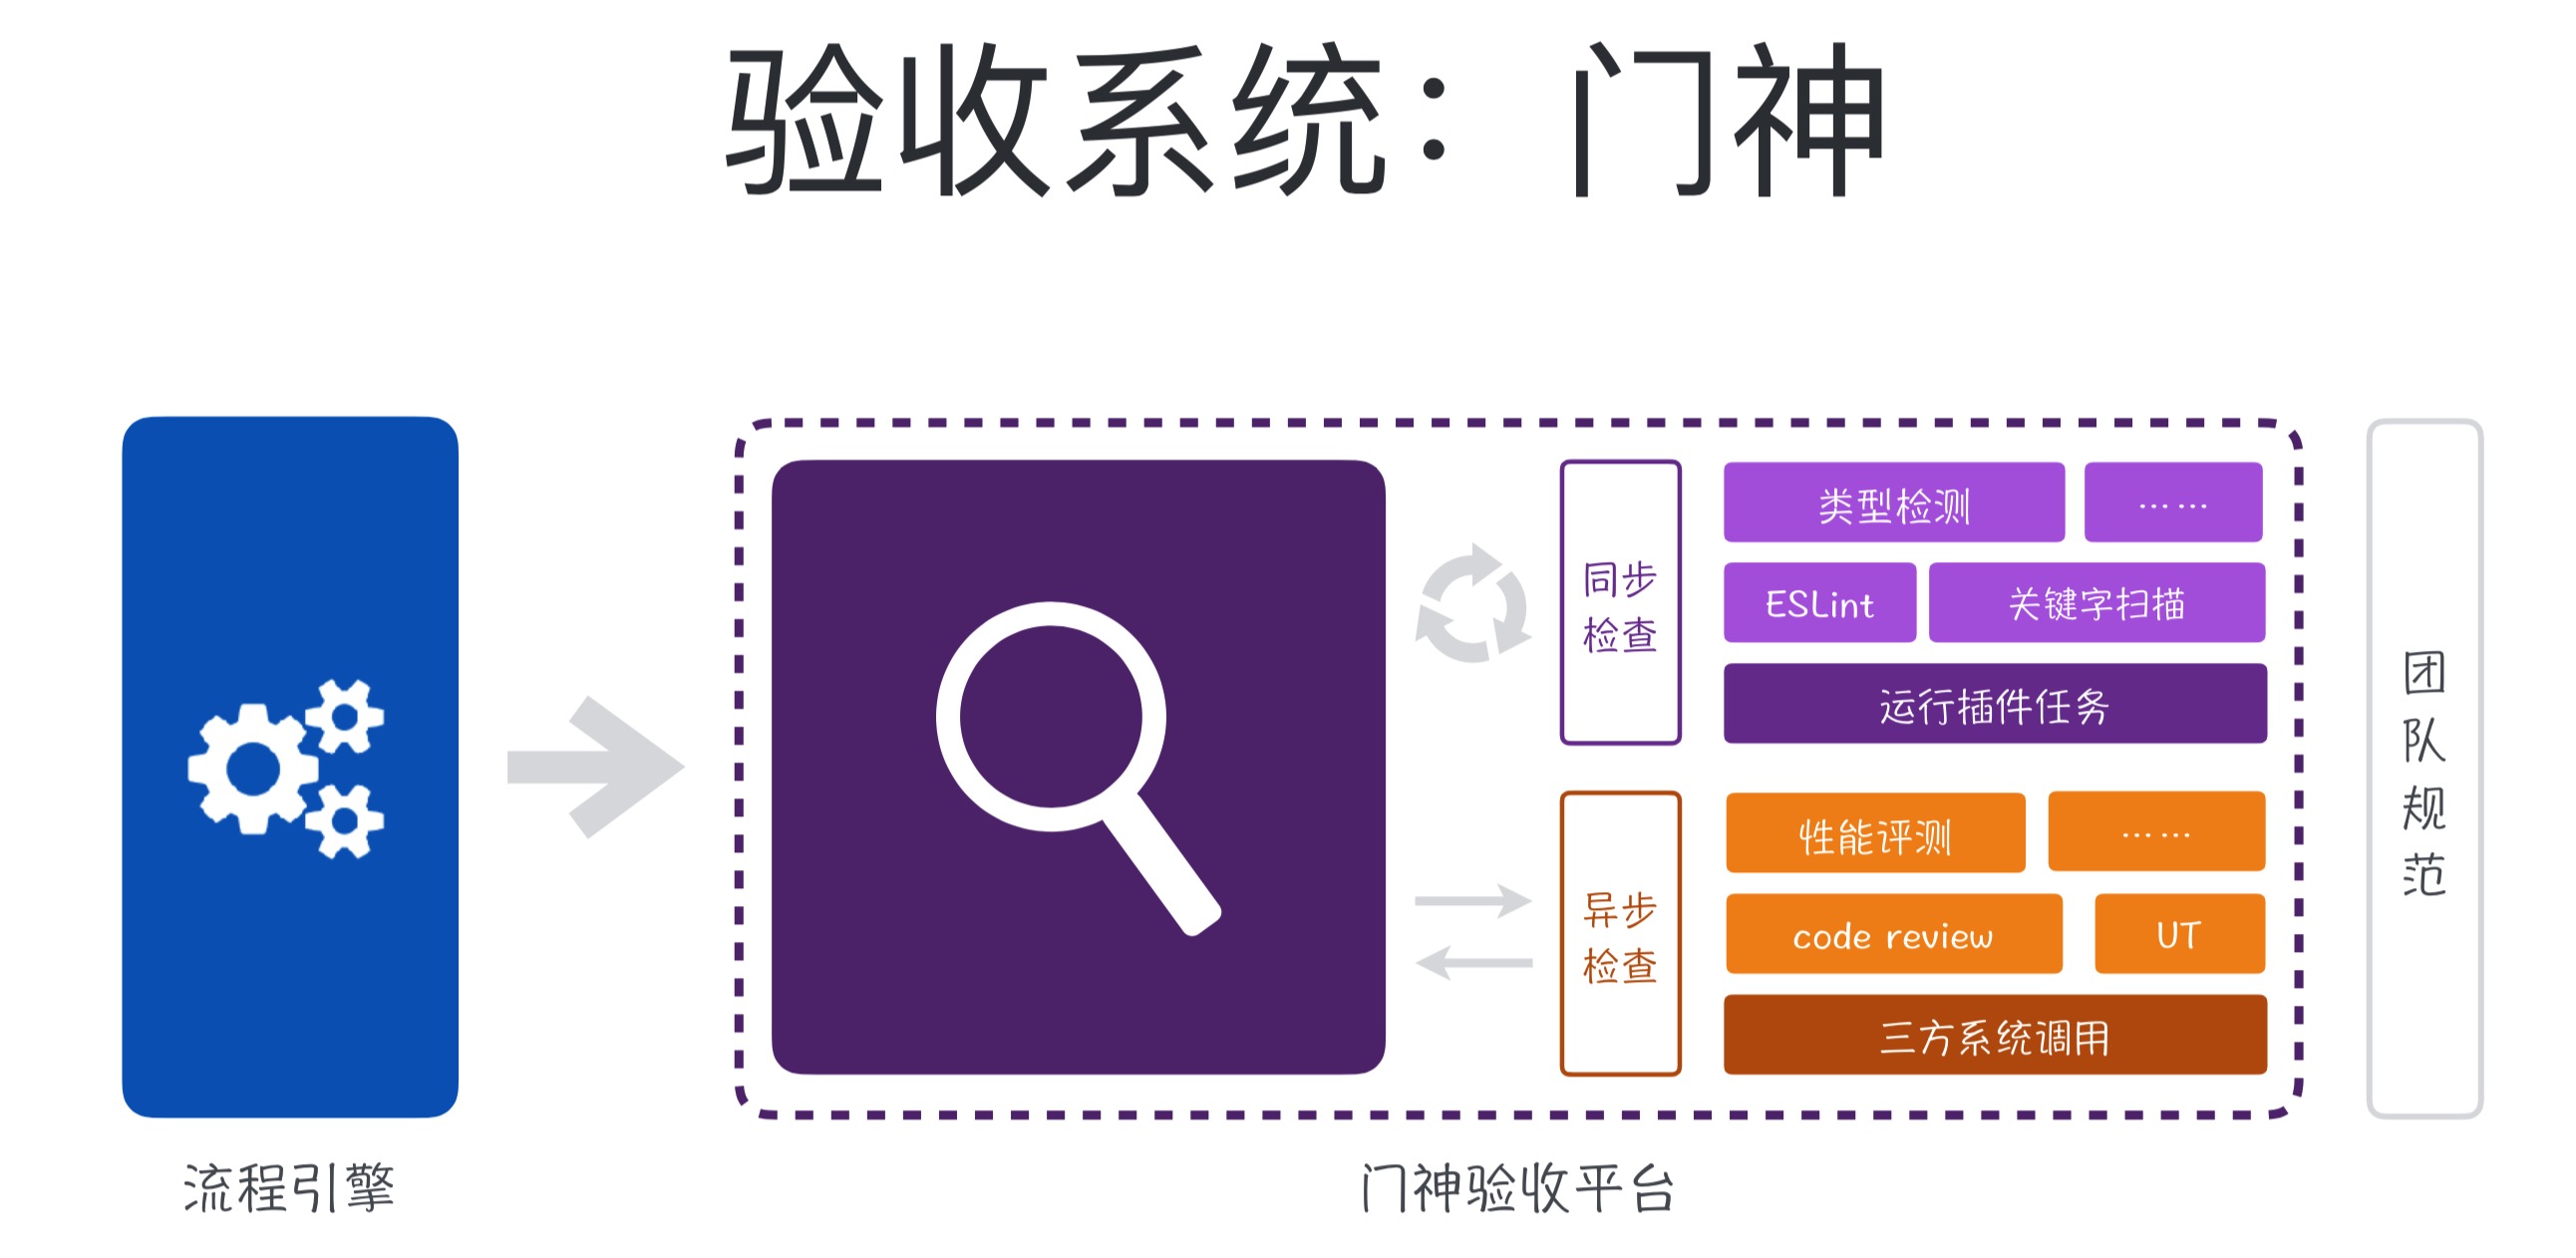 验收系统：门神
类型检测
……
同步
检查
ESLint
关键字扫描
运行插件任务
性能评测
……
异步
检查
code review
UT
三方系统调用
团
队
规
范
流程引擎
门神验收平台